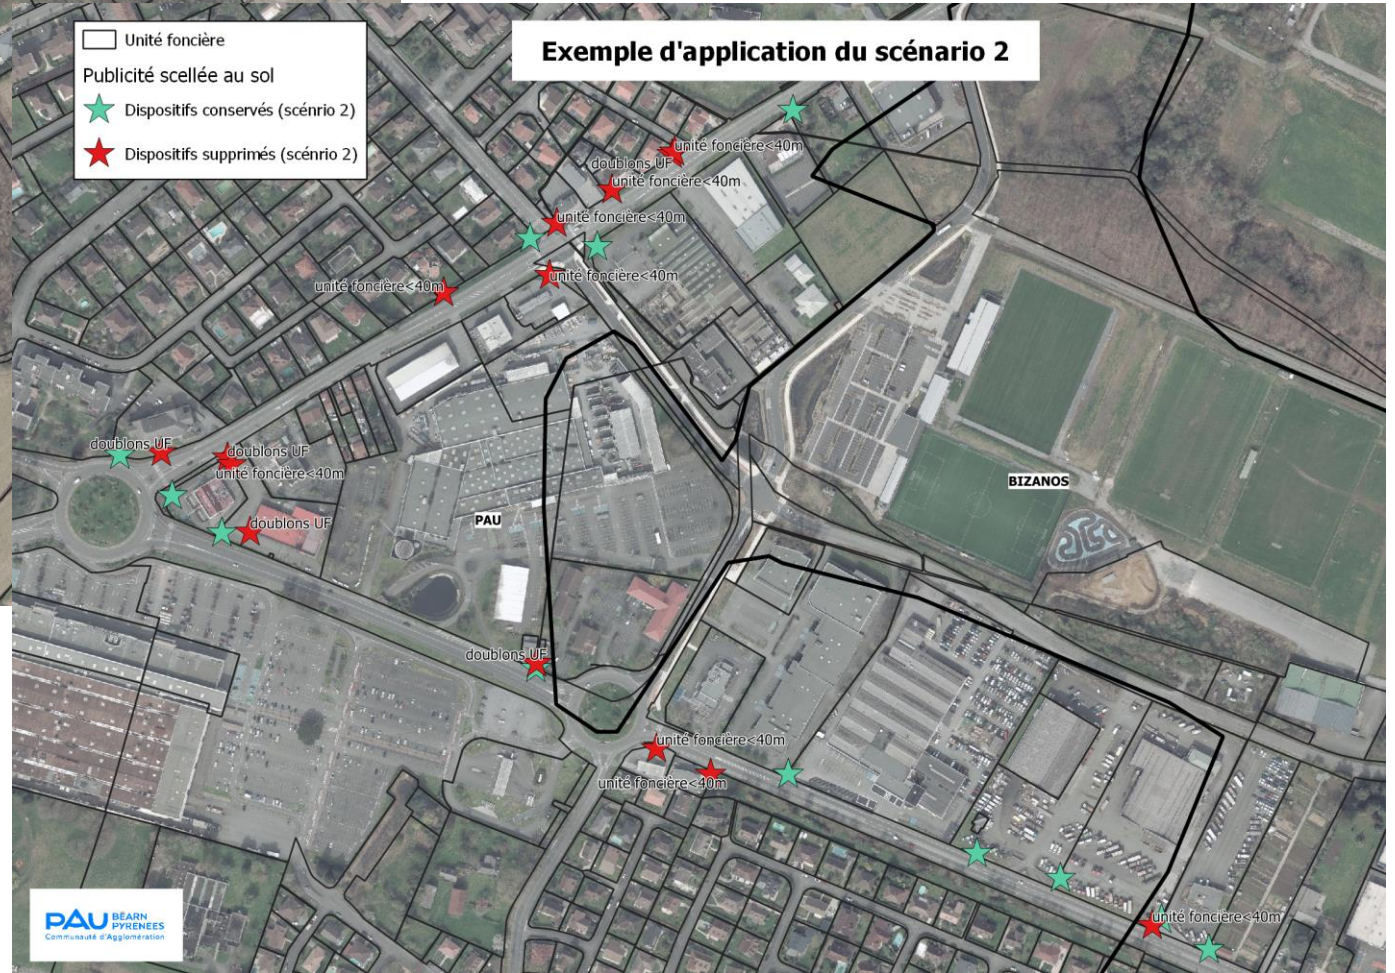 Exemple d'application du scénario 2
Unité foncière
Publicité scellée au sol
Dispositifs conservés (scénrio 2)
Dispositifs supprimés (scénrio 2)
unité foncière<40m
doublons UF
unité foncière<40m
unité foncière<40m
unité foncière<40m
unité foncière<40m
doublons UF
doublons UF
unité foncière<40m
BIZANOS
PAU
doublons UF
doublons UF
unité foncière<40m
unité foncière<40m
unité foncière<40m
PAU BÉARN
PYRENEES
Communauté d'Agglomération